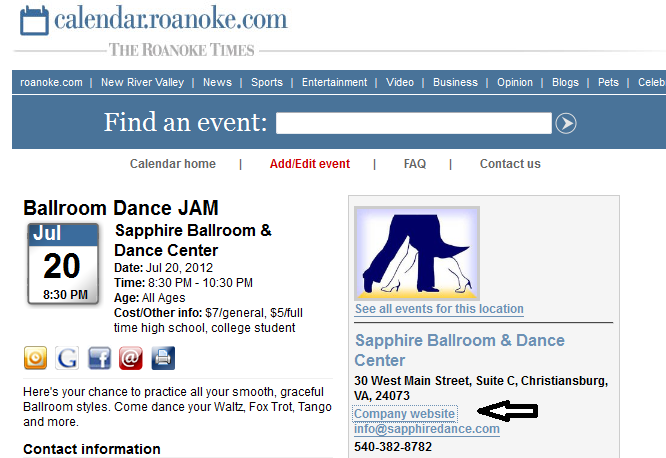 calendar.roanoke.com
THE ROANOKE TIMES
roanoke.com | New River Valley | News | Sports | Entertainment | Video | Business | Opinion | Blogs | Pets | Celeb
Find an event:
Calendar home | Add/Edit event | FAQ | Contact us
Ballroom Dance JAM
Jul
20
8:30 PM
Sapphire Ballroom &
Dance Center
Date: Jul 20, 2012
Time: 8:30 PM - 10:30 PM
Age: All Ages
Cost/Other info: $7/general, $5/full
time high school, college student
G f @
Here's your chance to practice all your smooth, graceful
Ballroom styles. Come dance your Waltz, Fox Trot, Tango
and more.
Contact information
See all events for this location
Sapphire Ballroom & Dance
Center
30 West Main Street, Suite C, Christiansburg,
VA, 24073
Company website
info@sapphiredance.com
540-382-8782